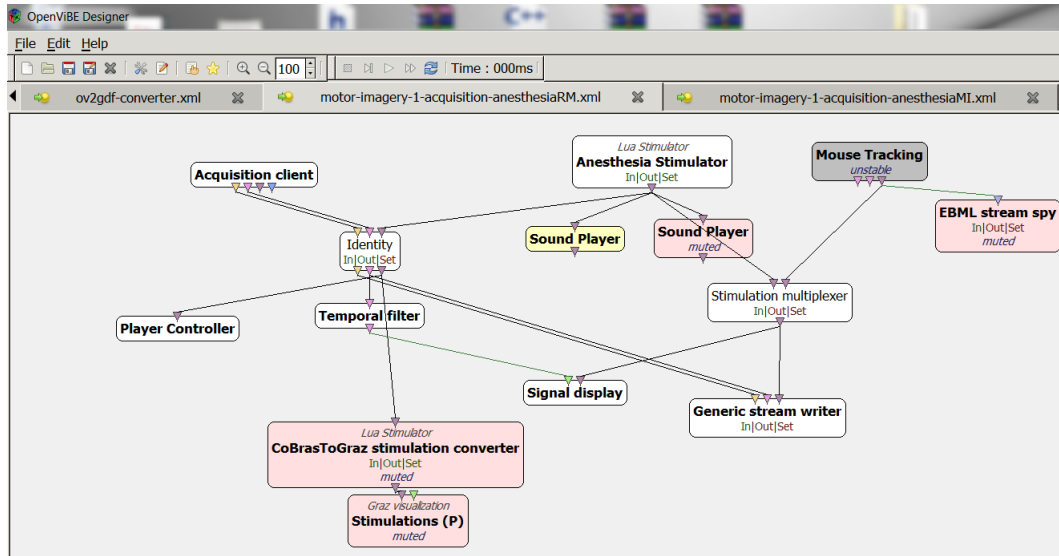 OpenViBE Designer
h
C++
File Edit Help
100
Time : 000ms
ov2gdf-converter.xml
motor-imagery-1-acquisition-anesthesiaRM.xml
motor-imagery-1-acquisition-anesthesiaMI.xml
Acquisition client
Lua Stimulator
Anesthesia Stimulator
In|Out|Set
Mouse Tracking
unstable
Identity
In|Out|Set
Sound Player
Sound Player
muted
EBML stream spy
In|Out|Set
muted
Player Controller
Temporal filter
Stimulation multiplexer
In|Out|Set
Signal display
Generic stream writer
In|Out|Set
Lua Stimulator
CoBrasToGraz stimulation converter
In|Out|Set
muted
Graz visualization
Stimulations (P)
muted